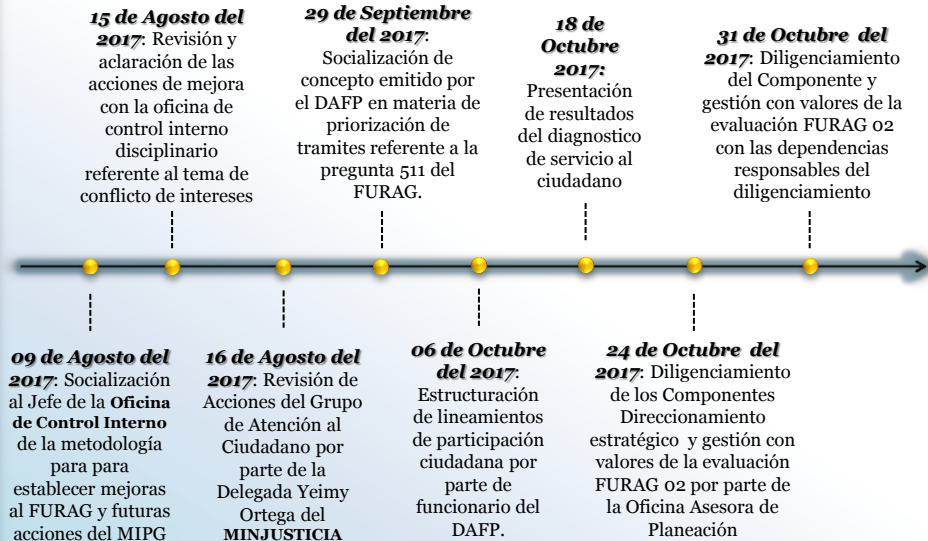 15 de Agosto del
2017: Revisión y
aclaración de las
acciones de mejora
con la oficina de
control interno
disciplinario
referente al tema de
conflicto de intereses
29 de Septiembre
del 2017:
Socialización de
concepto emitido por
el DAFP en materia de
priorización de
tramites referente a la
pregunta 511 del
FURAG.
18 de
Octubre
2017:
Presentación
de resultados
del diagnostico
de servicio al
ciudadano
31 de Octubre del
2017: Diligenciamiento
del Componente y
gestión con valores de la
evaluación FURAG 02
con las dependencias
responsables del
diligenciamiento
09 de Agosto del
2017: Socialización
al Jefe de la Oficina
de Control Interno
de la metodología
para para
establecer mejoras
al FURAG y futuras
acciones del MIPG
16 de Agosto del
2017: Revisión de
Acciones del Grupo
de Atención al
Ciudadano por
parte de la
Delegada Yeimy
Ortega del
MINJUSTICIA
06 de Octubre
del 2017:
Estructuración
de lineamientos
de participación
ciudadana por
parte de
funcionario del
DAFP.
24 de Octubre del
2017: Diligenciamiento
de los Componentes
Direccionamiento
estratégico y gestión con
valores de la evaluación
FURAG 02 por parte de
la Oficina Asesora de
Planeación